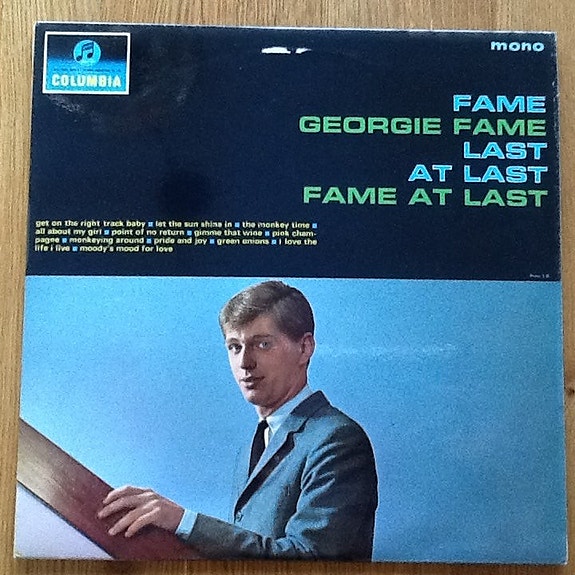 COLUMBIA
mono
FAME
GEORGIE FAME
LAST
AT LAST
FAME AT LAST
get on the right track baby ■ let the sun shine in ■ the monkey time ■
all about my girl ■ point of no return ■ gimme that wine ■ pink cham-
pagne ■ monkeying around ■ pride and joy ■ green onions ■ i love the
life i live ■ moody's mood for love